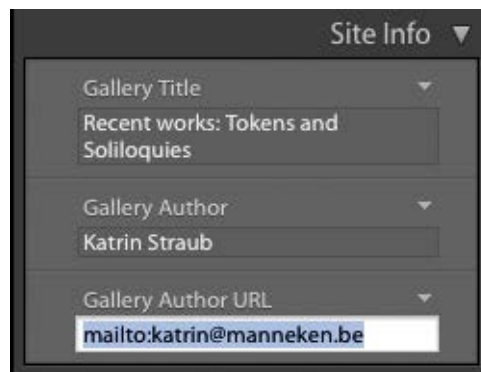 Site Info
Gallery Title
Recent works: Tokens and
Soliloquies
Gallery Author
Katrin Straub
Gallery Author URL
mailto:katrin@manneken.be